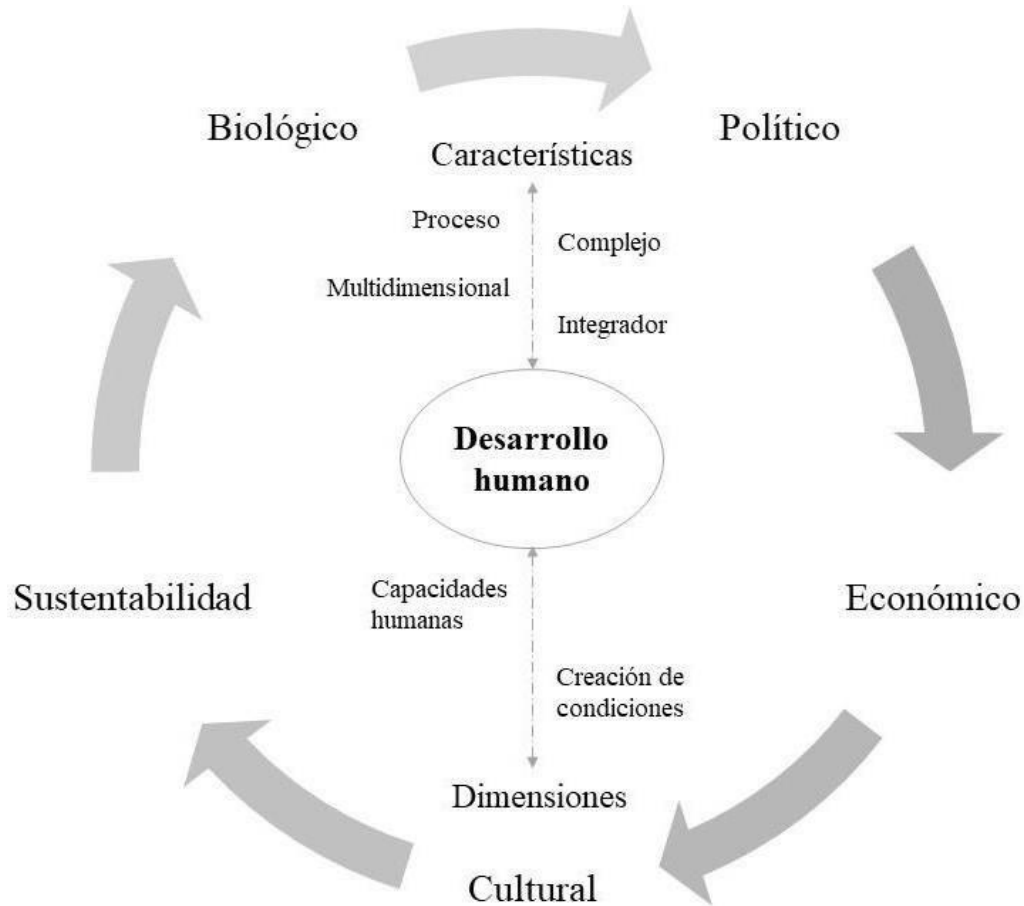 Biológico
Político
Características
Proceso
Complejo
Multidimensional
Integrador
Desarrollo
humano
Sustentabilidad
Capacidades
humanas
Económico
Creación de
condiciones
Dimensiones
Cultural